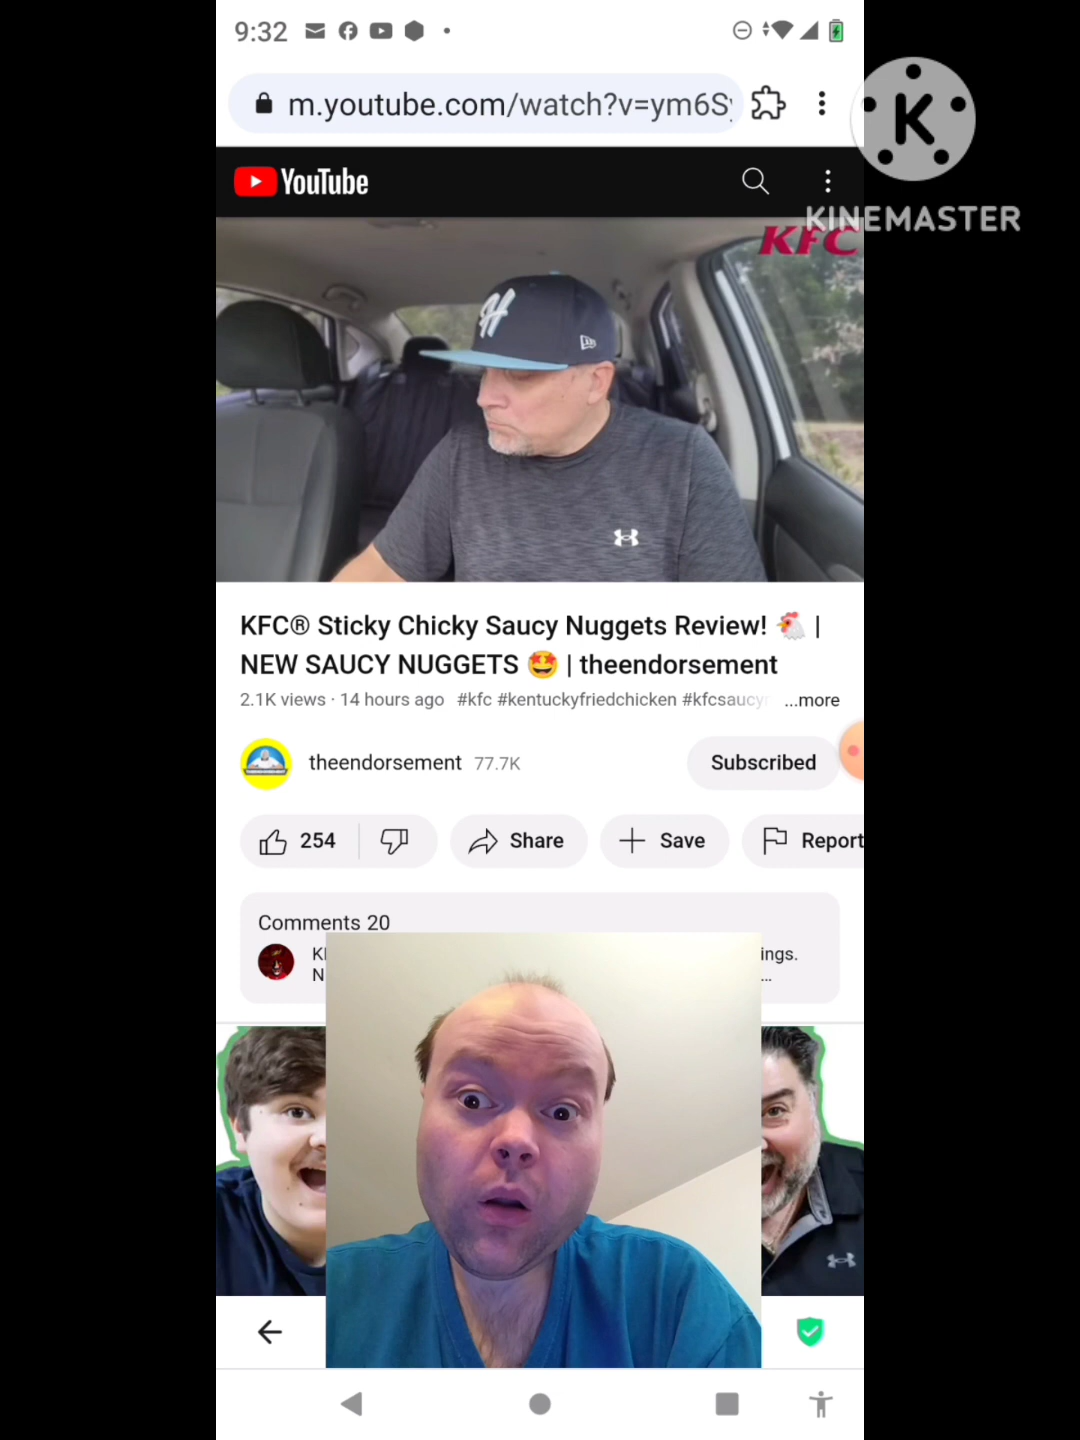 9:32
m.youtube.com/watch?v=ym6S
K
KINEMASTER
YouTube
KFC
H
KFC® Sticky Chicky Saucy Nuggets Review! 🐔 |
NEW SAUCY NUGGETS 🤩 | theendorsement
2.1K views · 14 hours ago #kfc #kentuckyfriedchicken #kfcsaucy ...more
theendorsement 77.7K
Subscribed
254
Share
Save
Report
Comments 20
ings.
N
...